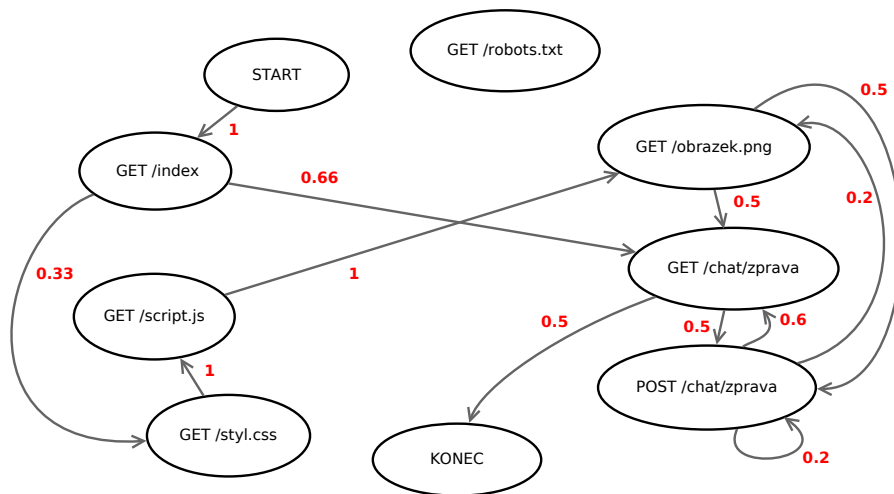 GET /robots.txt
START
0.5
1
GET /obrazek.png
GET /index
0.66
0.2
0.5
GET /chat/zprava
0.33
1
GET /script.js
0.5
0.5
0.6
1
POST /chat/zprava
GET /styl.css
KONEC
0.2